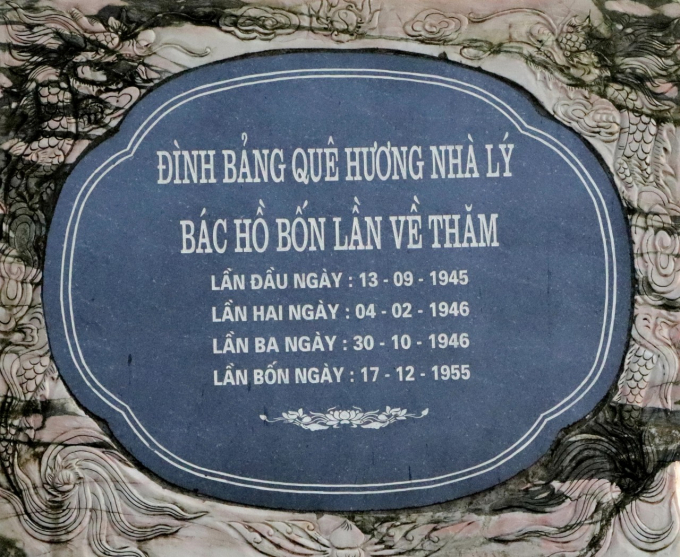 ĐÌNH BẢNG QUÊ HƯƠNG NHÀ LÝ
BÁC HỒ BỐN LẦN VỀ THĂM
LẦN ĐẦU NGÀY : 13 - 09 - 1945
LẦN HAI NGÀY : 04 - 02 - 1946
LẦN BA NGÀY : 30 - 10 - 1946
LẦN BỐN NGÀY : 17 - 12 - 1955